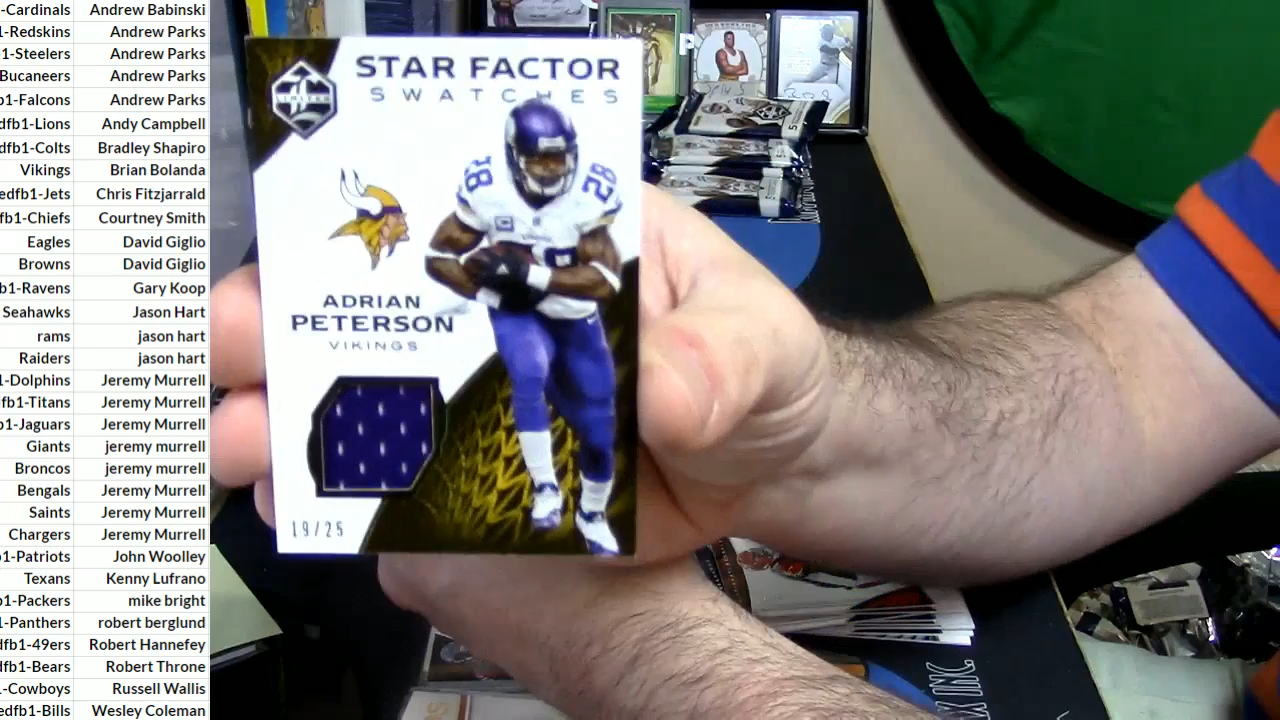 -Cardinals Andrew Babinski
1-Redskins Andrew Parks
1-Steelers Andrew Parks
Bucaneers Andrew Parks
b1-Falcons Andrew Parks
dfb1-Lions Andy Campbell
dfb1-Colts Bradley Shapiro
Vikings Brian Bolanda
edfb1-Jets Chris Fitzjarrald
fb1-Chiefs Courtney Smith
Eagles David Giglio
Browns David Giglio
b1-Ravens Gary Koop
Seahawks Jason Hart
rams jason hart
Raiders jason hart
1-Dolphins Jeremy Murrell
fb1-Titans Jeremy Murrell
b1-Jaguars Jeremy Murrell
Giants jeremy murrell
Broncos jeremy murrell
Bengals Jeremy Murrell
Saints Jeremy Murrell
Chargers Jeremy Murrell
1-Patriots John Woolley
Texans Kenny Lufrano
b1-Packers mike bright
1-Panthers robert berglund
dfb1-49ers Robert Hannefey
dfb1-Bears Robert Throne
-Cowboys Russell Wallis
edfb1-Bills Wesley Coleman
LIMITED
STAR FACTOR
SWATCHES
28 28
ADRIAN
PETERSON
VIKINGS
19/25